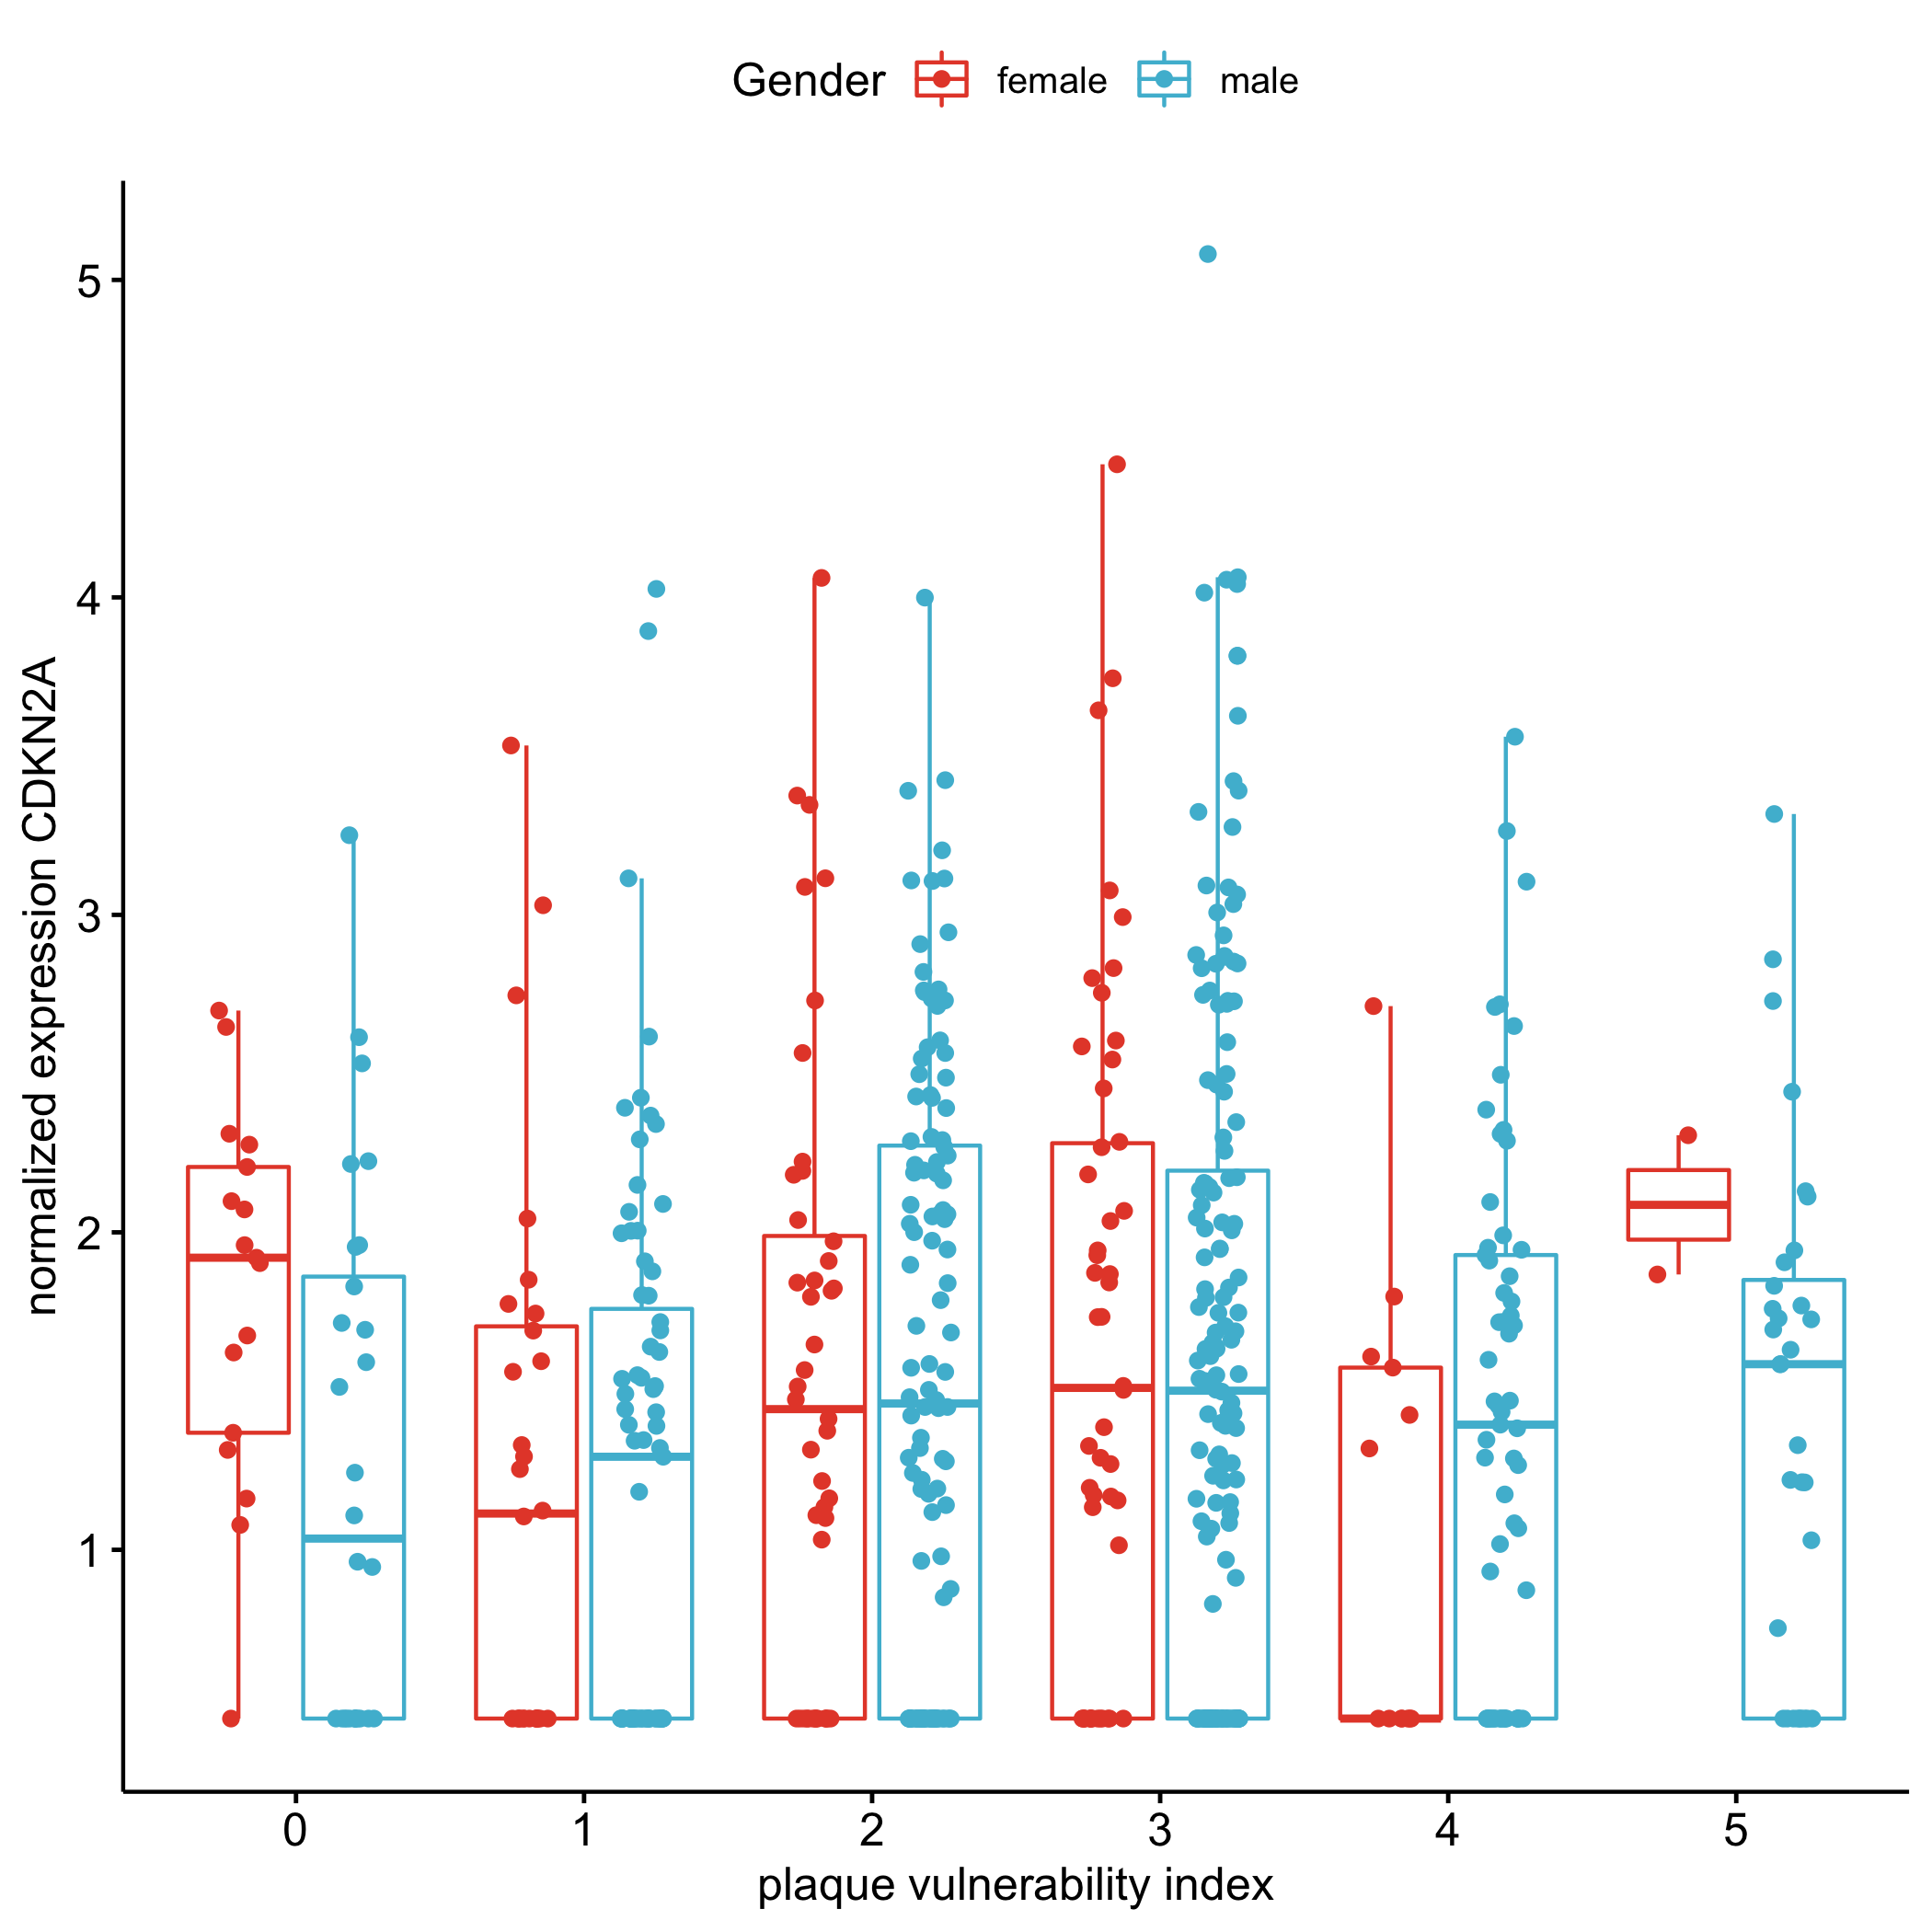 Gender female male
normalized expression CDKN2A
5
4
3
2
1
0 1 2 3 4 5
plaque vulnerability index